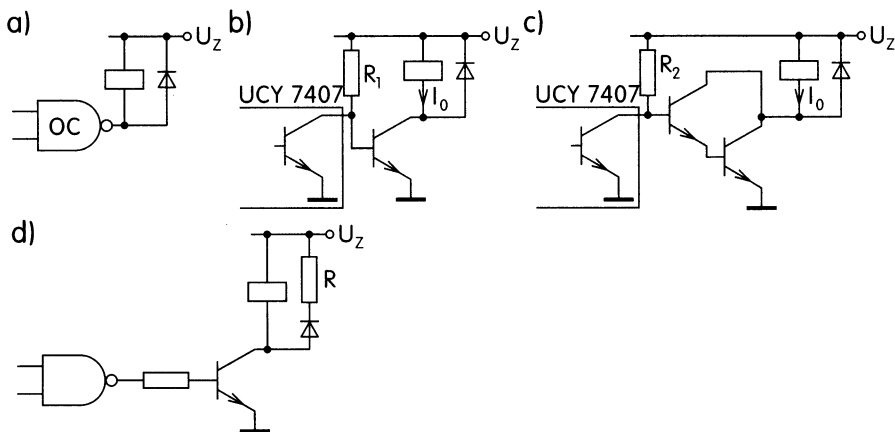 a)
U_Z
OC
b)
U_Z
R_1
I_0
UCY 7407
c)
U_Z
R_2
I_0
UCY 7407
d)
U_Z
R